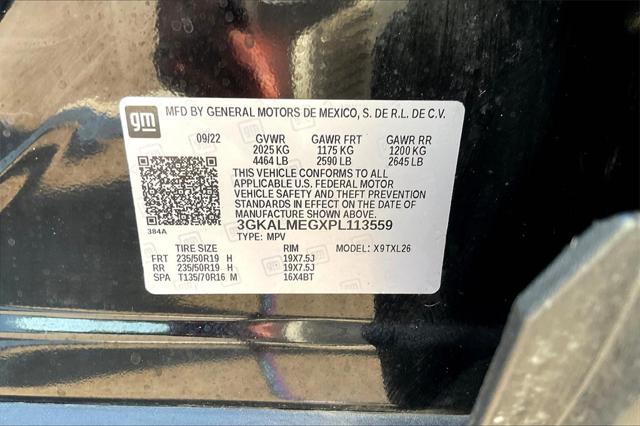 gm
MFD BY GENERAL MOTORS DE MEXICO, S. DE R.L. DE C.V.
09/22 GVWR GAWR FRT GAWR RR
2025 KG 1175 KG 1200 KG
4464 LB 2590 LB 2645 LB
THIS VEHICLE CONFORMS TO ALL
APPLICABLE U.S. FEDERAL MOTOR
VEHICLE SAFETY AND THEFT PREVENTION
STANDARDS IN EFFECT ON THE DATE OF
MANUFACTURE SHOWN ABOVE.
384A
3GKALMEGXPL113559
TYPE: MPV
TIRE SIZE RIM MODEL: X9TXL26
FRT 235/50R19 H 19X7.5J
RR 235/50R19 H 19X7.5J
SPA T135/70R16 M 16X4BT